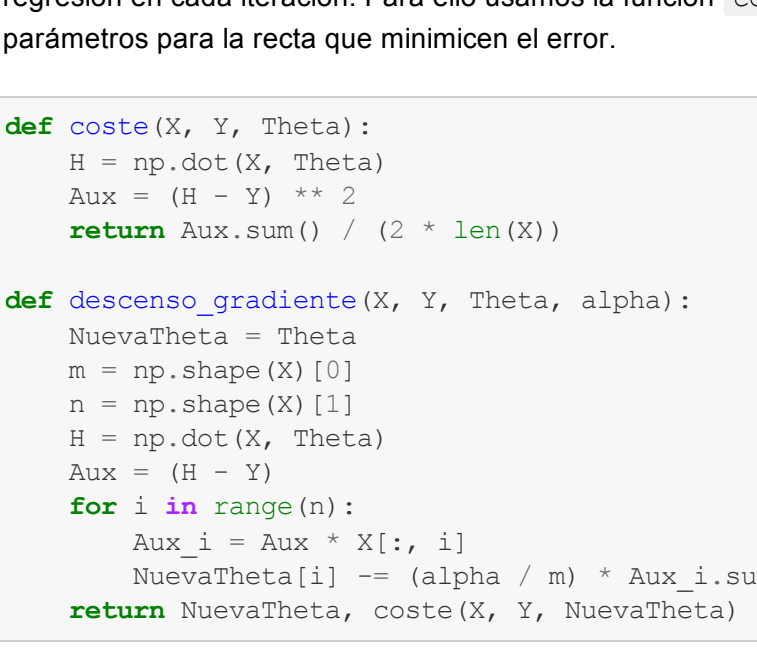 regresión en cada iteración. Para ello usamos la función
parámetros para la recta que minimicen el error.
def coste(X, Y, Theta):
    H = np.dot(X, Theta)
    Aux = (H - Y) ** 2
    return Aux.sum() / (2 * len(X))
def descenso_gradiente(X, Y, Theta, alpha):
    NuevaTheta = Theta
    m = np.shape(X)[0]
    n = np.shape(X)[1]
    H = np.dot(X, Theta)
    Aux = (H - Y)
    for i in range(n):
        Aux_i = Aux * X[:, i]
        NuevaTheta[i] -= (alpha / m) * Aux_i.su
    return NuevaTheta, coste(X, Y, NuevaTheta)